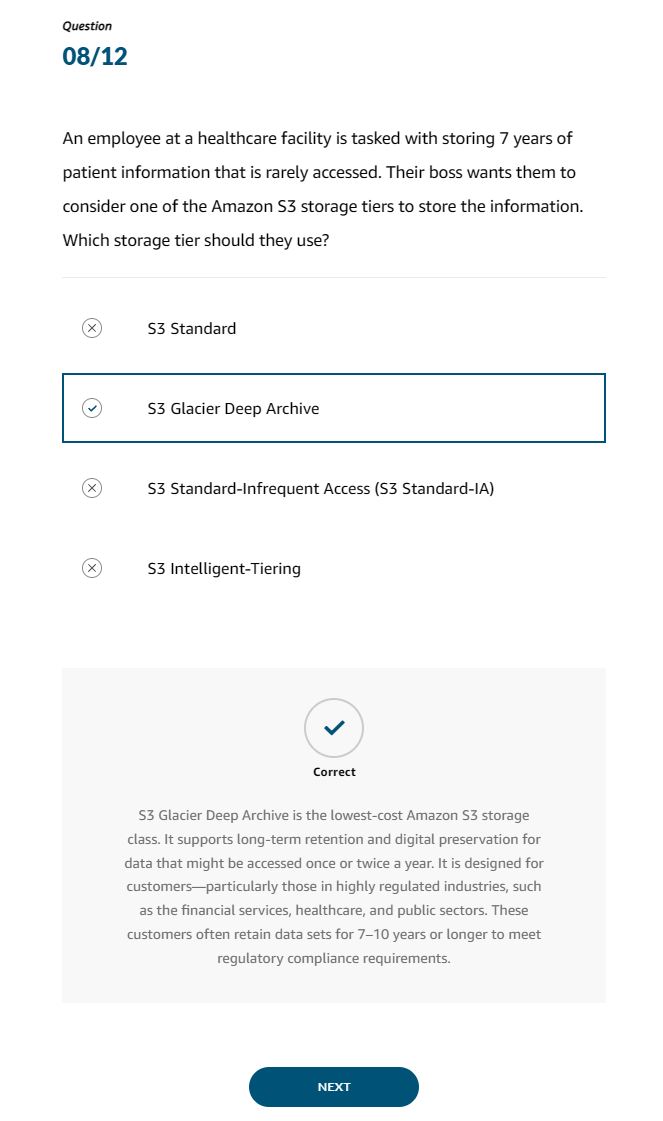 Question
08/12
An employee at a healthcare facility is tasked with storing 7 years of
patient information that is rarely accessed. Their boss wants them to
consider one of the Amazon S3 storage tiers to store the information.
Which storage tier should they use?
S3 Standard
S3 Glacier Deep Archive
S3 Standard-Infrequent Access (S3 Standard-IA)
S3 Intelligent-Tiering
Correct
S3 Glacier Deep Archive is the lowest-cost Amazon S3 storage
class. It supports long-term retention and digital preservation for
data that might be accessed once or twice a year. It is designed for
customers—particularly those in highly regulated industries, such
as the financial services, healthcare, and public sectors. These
customers often retain data sets for 7–10 years or longer to meet
regulatory compliance requirements.
NEXT